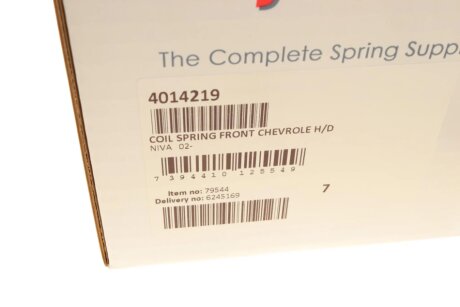 The Complete Spring
4014219
COIL SPRING FRONT CHEVROLE H/D
NIVA 02-
7 394410 125549
Item no: 79544
Delivery no: 6245169
7